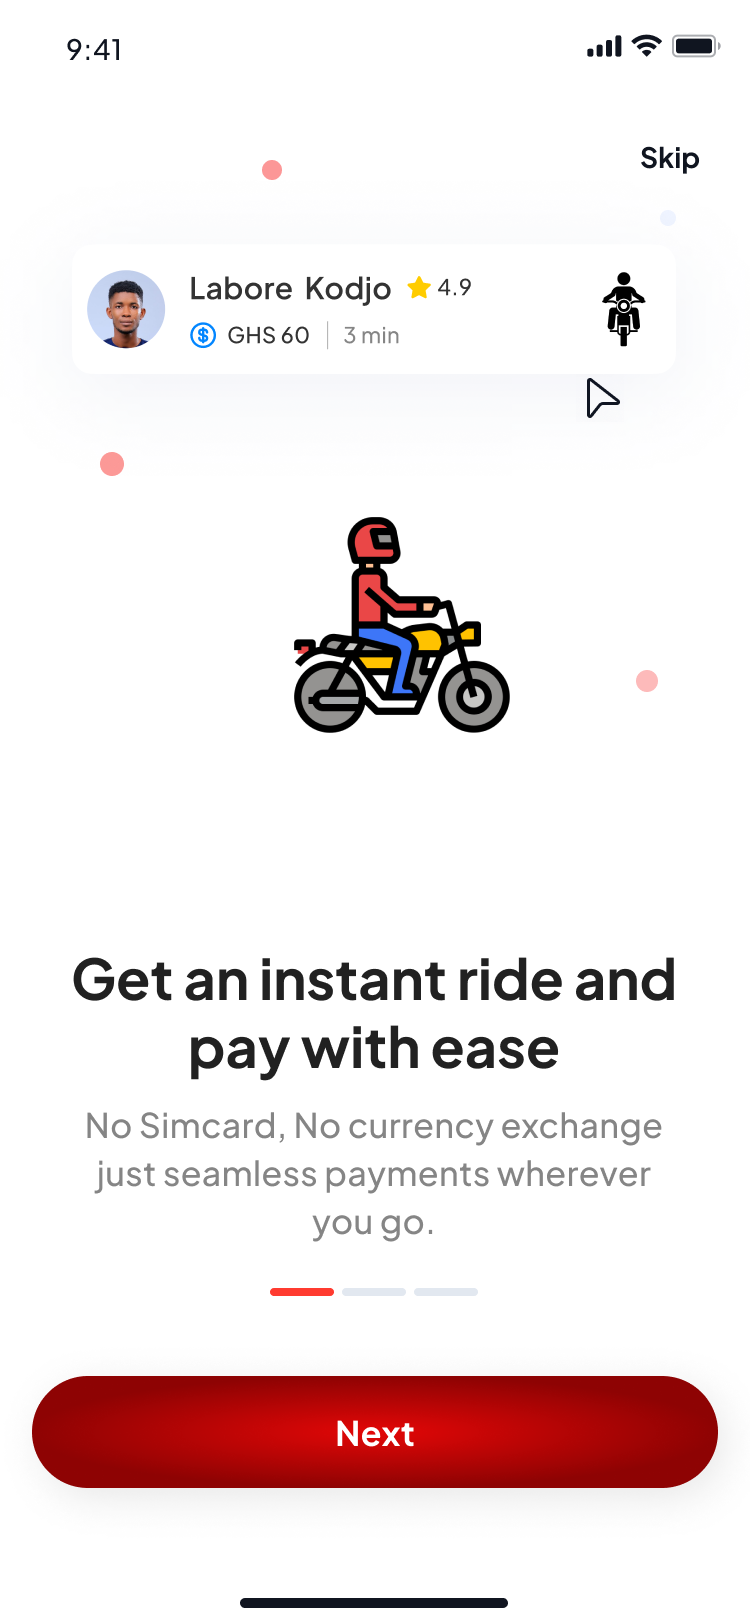 9:41
Skip
Labore Kodjo 4.9
GHS 60 3 min
Get an instant ride and
pay with ease
No Simcard, No currency exchange
just seamless payments wherever
you go.
Next